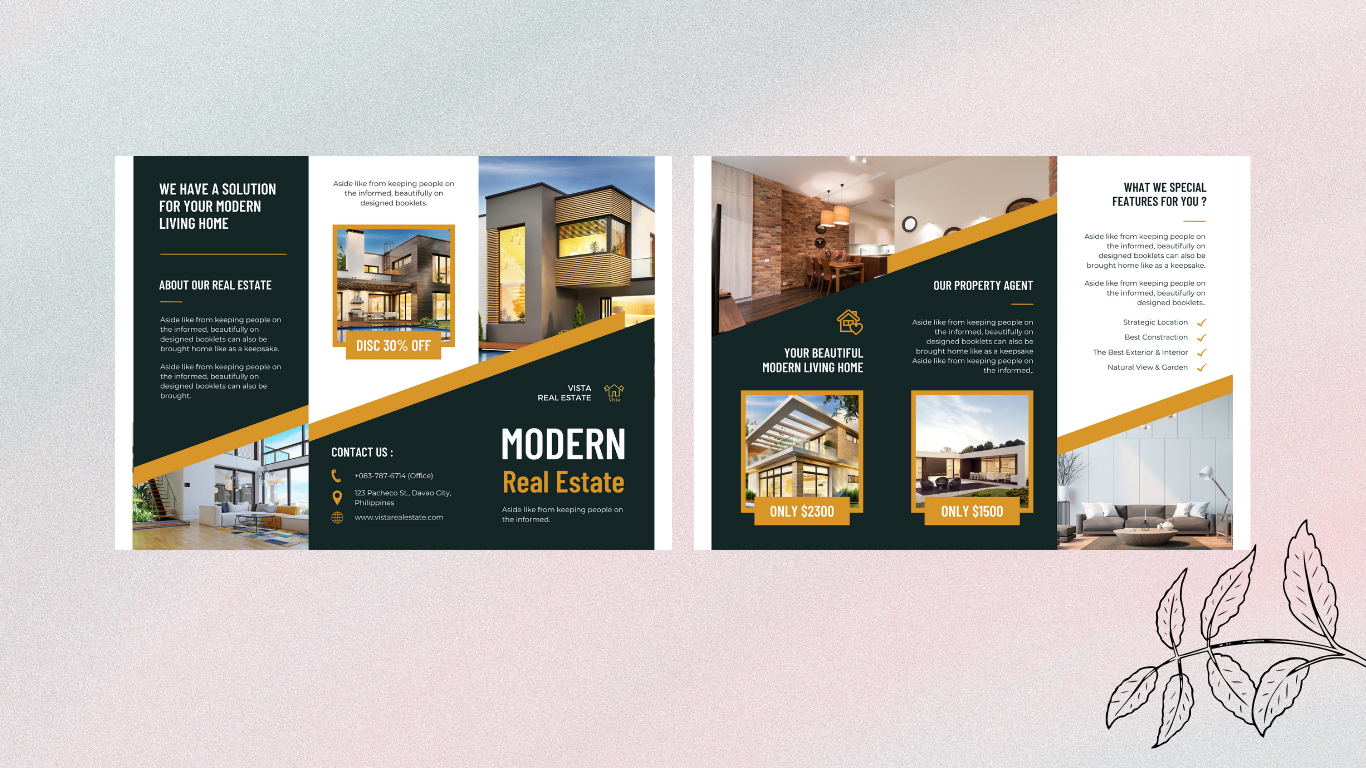 WE HAVE A SOLUTION
FOR YOUR MODERN
LIVING HOME
ABOUT OUR REAL ESTATE
Aside like from keeping people on
the informed, beautifully on
designed booklets can also be
brought home like as a keepsake.
Aside like from keeping people on
the informed, beautifully on
designed booklets can also be
brought.
Aside like from keeping people on
the informed, beautifully on
designed booklets.
DISC 30% OFF
CONTACT US :
+083-787-6714 (Office)
123 Pacheco St., Davao City,
Philippines
www.vistarealestate.com
VISTA
REAL ESTATE
Vista
MODERN
Real Estate
Aside like from keeping people on
the informed.
YOUR BEAUTIFUL
MODERN LIVING HOME
ONLY $2300
OUR PROPERTY AGENT
Aside like from keeping people on
the informed, beautifully on
designed booklets can also be
brought home like as a keepsake
Aside like from keeping people on
the informed..
ONLY $1500
WHAT WE SPECIAL
FEATURES FOR YOU ?
Aside like from keeping people on
the informed, beautifully on
designed booklets can also be
brought home like as a keepsake.
Aside like from keeping people on
the informed, beautifully on
designed booklets..
Strategic Location
Best Constraction
The Best Exterior & Interior
Natural View & Garden